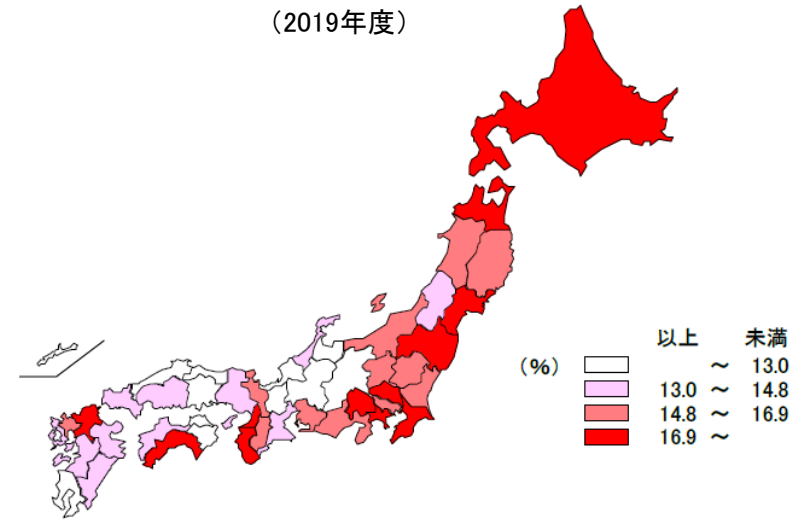 （2019年度）
以上 未満
（％）
～ 13.0
13.0 ～ 14.8
14.8 ～ 16.9
16.9 ～